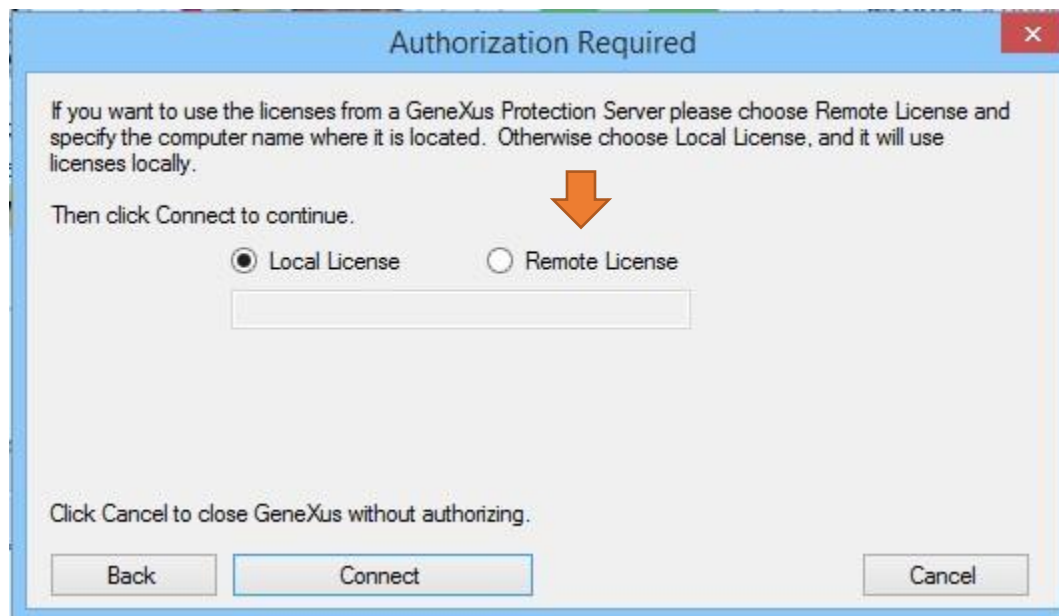 Authorization Required
If you want to use the licenses from a GeneXus Protection Server please choose Remote License and
specify the computer name where it is located. Otherwise choose Local License, and it will use
licenses locally.
Then click Connect to continue.
Local License Remote License
Click Cancel to close GeneXus without authorizing.
Back Connect Cancel